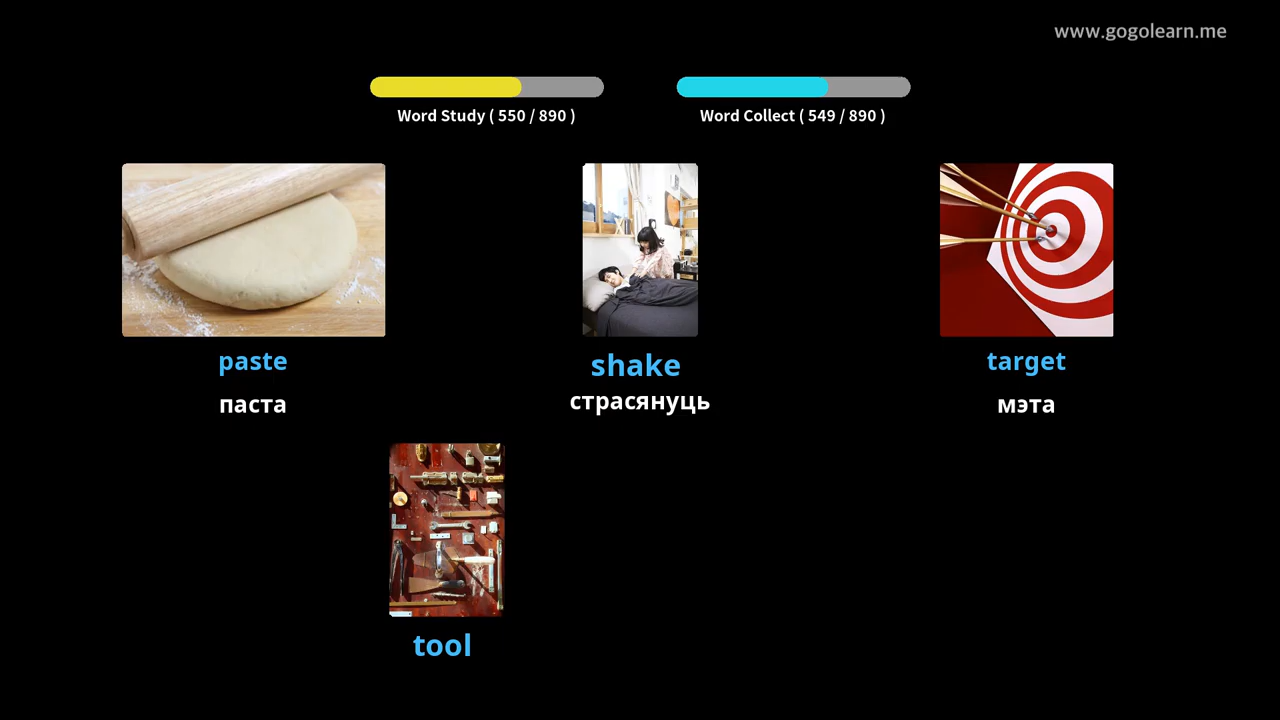 www.gogolearn.me
Word Study ( 550 / 890 )
Word Collect ( 549 / 890 )
paste
shake
target
паста
страсянуць
мэта
tool